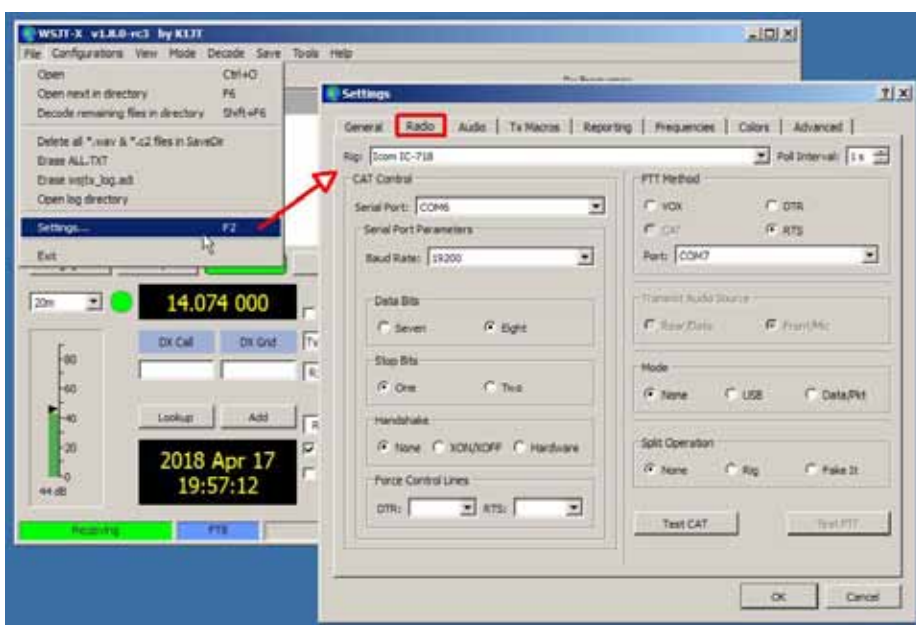 WSJT-X v1.8.0-rc3 by K1JT
File Configurations View Mode Decode Save Tools Help
Open Ctrl+O
Open next in directory F6
Decode remaining files in directory Shift+F6
Delete all *.wav & *.c2 files in SaveDir
Erase ALL.TXT
Erase wsjtx_log.adi
Open log directory
Settings... F2
Exit
20m
14.074 000
DX Call DX Grid
80
60
40
20
0
44 dB
Lookup Add
2018 Apr 17
19:57:12
Receiving FT8
Settings
General Radio Audio Tx Macros Reporting Frequencies Colors Advanced
Rig: Icom IC-718 Poll Interval: 1 s
CAT Control
Serial Port: COM6
Serial Port Parameters
Baud Rate: 19200
Data Bits
Seven Eight
Stop Bits
One Two
Handshake
None XON/XOFF Hardware
Force Control Lines
DTR: RTS:
PTT Method
VOX DTR
CAT RTS
Port: COM7
Transmit Audio Source
Rear/Data Front/Mic
Mode
None USB Data/Pkt
Split Operation
None Rig Fake It
Test CAT Test PTT
OK Cancel